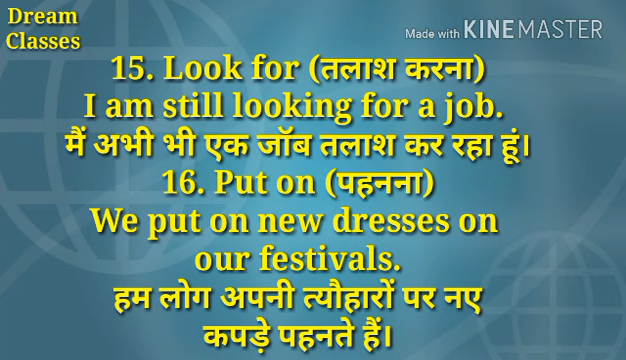 Dream
Classes
Made with KINEMASTER
15. Look for (तलाश करना)
I am still looking for a job.
मैं अभी भी एक जॉब तलाश कर रहा हूं।
16. Put on (पहनना)
We put on new dresses on
our festivals.
हम लोग अपनी त्यौहारों पर नए
कपड़े पहनते हैं।